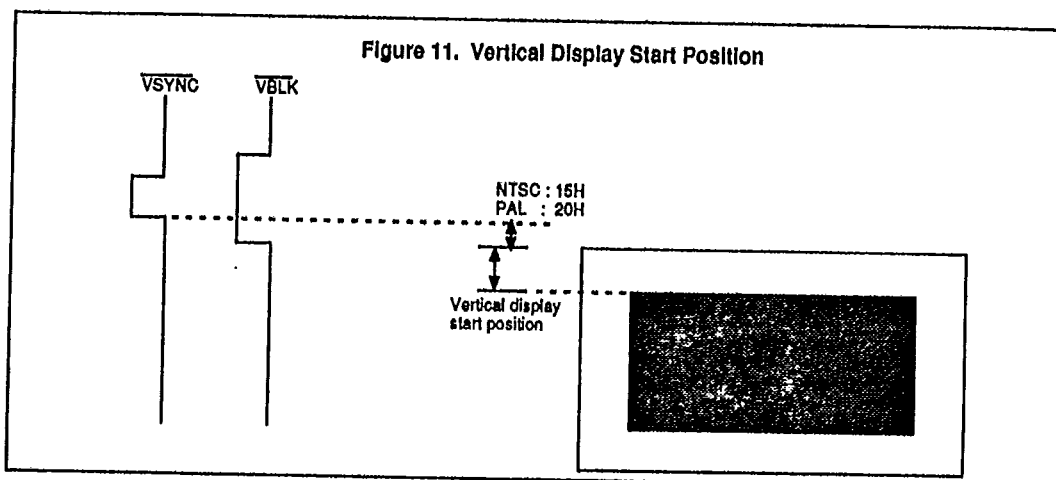 Figure 11. Vertical Display Start Position
VSYNC VBLK
NTSC : 15H
PAL : 20H
Vertical display
start position